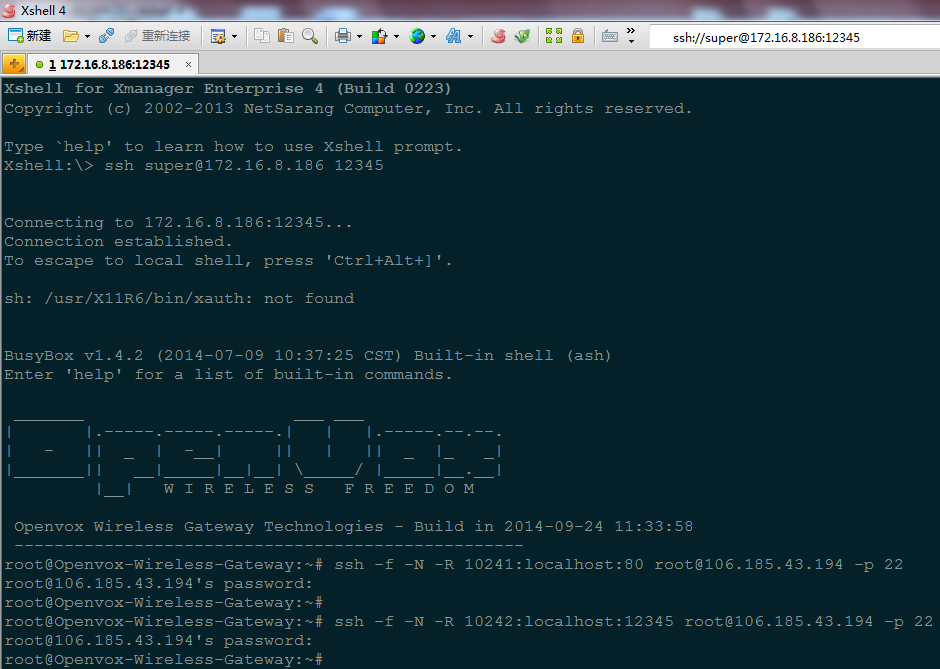 Xshell 4
新建
重新连接
ssh://super@172.16.8.186:12345
1 172.16.8.186:12345
Xshell for Xmanager Enterprise 4 (Build 0223)
Copyright (c) 2002-2013 NetSarang Computer, Inc. All rights reserved.
Type `help' to learn how to use Xshell prompt.
Xshell:\> ssh super@172.16.8.186 12345
Connecting to 172.16.8.186:12345...
Connection established.
To escape to local shell, press 'Ctrl+Alt+]'.
sh: /usr/X11R6/bin/xauth: not found
BusyBox v1.4.2 (2014-07-09 10:37:25 CST) Built-in shell (ash)
Enter 'help' for a list of built-in commands.
OpenVox
W I R E L E S S   F R E E D O M
Openvox Wireless Gateway Technologies - Build in 2014-09-24 11:33:58
---------------------------------------------------
root@Openvox-Wireless-Gateway:~# ssh -f -N -R 10241:localhost:80 root@106.185.43.194 -p 22
root@106.185.43.194's password:
root@Openvox-Wireless-Gateway:~#
root@Openvox-Wireless-Gateway:~# ssh -f -N -R 10242:localhost:12345 root@106.185.43.194 -p 22
root@106.185.43.194's password:
root@Openvox-Wireless-Gateway:~#